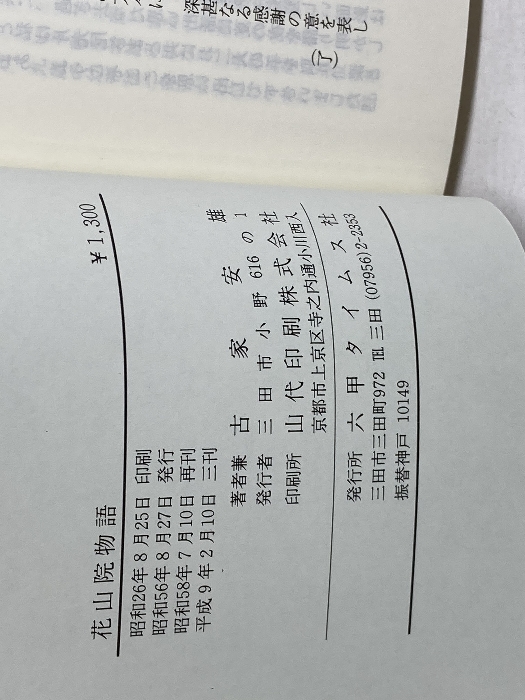 深甚なる感謝の意を表し
(了)
花山院物語
￥1,300
昭和26年8月25日 印刷
昭和56年8月27日 発行
昭和58年7月10日 再刊
平成9年2月10日 三刊
著者兼 古家安雄
発行者 三田市小野616の1
印刷所 山代印刷株式会社
京都市上京区寺之内通小川西入
発行所 六甲タイムス社
三田市三田町972 ℡ 三田 (07956)2-2353
振替神戸 10149